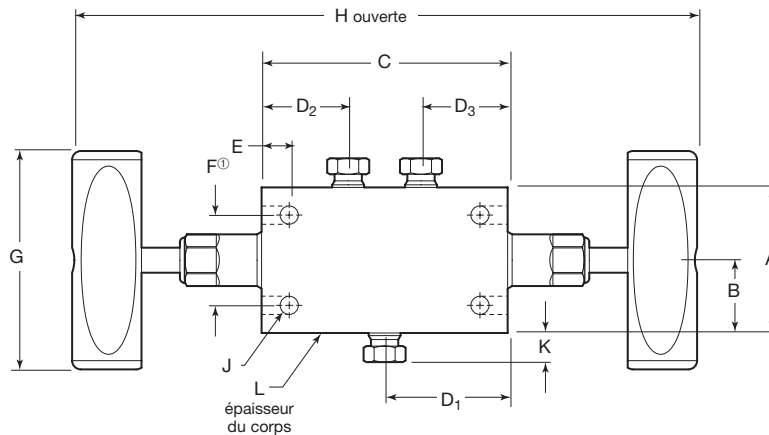 H ouverte
C
D₂
D₃
E
F①
G
A
B
J
K
L
épaisseur
du corps
D₁